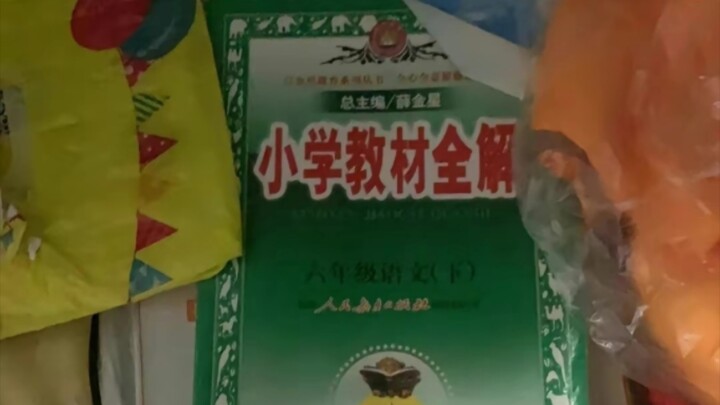 总主编/薛金星
小学教材全解
六年级语文(下)
人民教育出版社